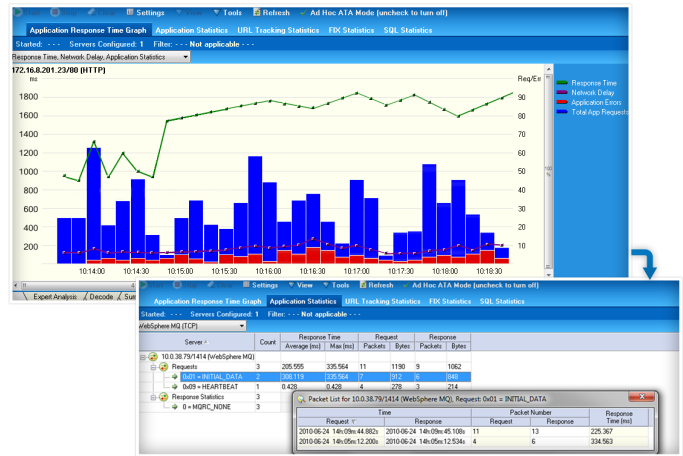 Settings View Tools Refresh Ad Hoc ATA Mode (uncheck to turn off)
Application Response Time Graph Application Statistics URL Tracking Statistics FIX Statistics SQL Statistics
Started: --- Servers Configured: 1 Filter: --- Not applicable ---
Response Time, Network Delay, Application Statistics
172.16.8.201.23/80 (HTTP)
ms Req/Err
1800 90
1600 80
1400 70
1200 60
1000 50
800 40
600 30
400 20
200 10
Response Time
Network Delay
Application Errors
Total App Requests
100
%
10:14:00 10:14:30 10:15:00 10:15:30 10:16:00 10:16:30 10:17:00 10:17:30 10:18:00 10:18:30
Expert Analysis Decode
Settings View Tools Refresh Ad Hoc ATA Mode (uncheck to turn off)
Application Response Time Graph Application Statistics URL Tracking Statistics FIX Statistics SQL Statistics
Started: --- Servers Configured: 1 Filter: --- Not applicable ---
WebSphere MQ (TCP)
Server Count Response Time Request Response
Average (ms) Max (ms) Packets Bytes Packets Bytes
10.0.38.79/1414 (WebSphere MQ)
Requests 3 205.555 335.564 11 1190 9 1062
0x01 = INITIAL_DATA 2 308.119 335.564 7 912 6 848
0x09 = HEARTBEAT 1 0.428 0.428 4 278 3 214
Response Statistics 3
0 = MQRC_NONE 3
Packet List for 10.0.38.79/1414 (WebSphere MQ), Request: 0x01 = INITIAL_DATA
Time Packet Number Response
Request Response Request Response Time (ms)
2010-06-24 14h:09m:44.882s 2010-06-24 14h:09m:45.108s 11 13 225.367
2010-06-24 14h:05m:12.200s 2010-06-24 14h:05m:12.534s 4 6 334.563